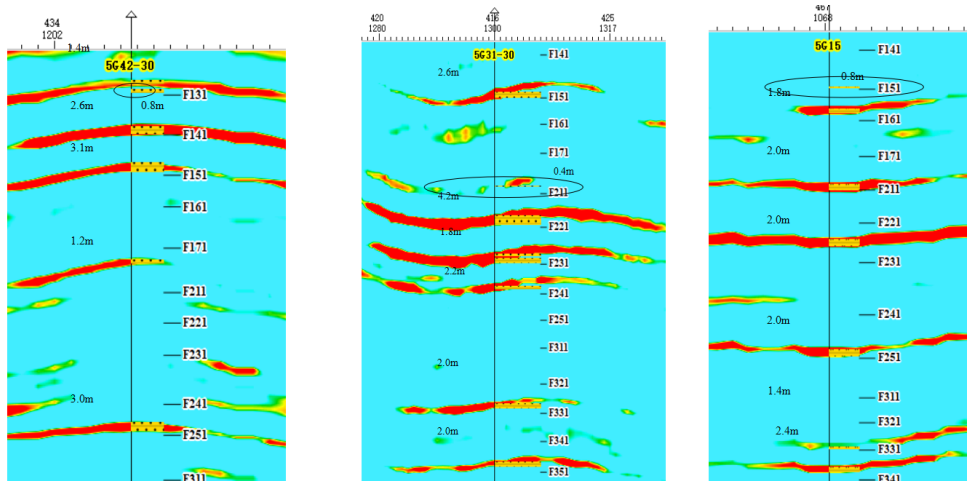 434
1202
1.4m
5G42-30
F131
2.6m
0.8m
F141
3.1m
F151
F161
F171
1.2m
F211
F221
F231
3.0m
F241
F251
F311
420
1280
416
1300
425
1317
5G31-30
F141
2.6m
F151
F161
F171
0.4m
F211
4.2m
F221
1.8m
F231
2.2m
F241
F251
F311
2.0m
F321
F331
2.0m
F341
F351
1068
5G15
F141
0.8m
F151
1.8m
F161
2.0m
F171
F211
2.0m
F221
F231
2.0m
F241
F251
1.4m
F311
F321
2.4m
F331
F341